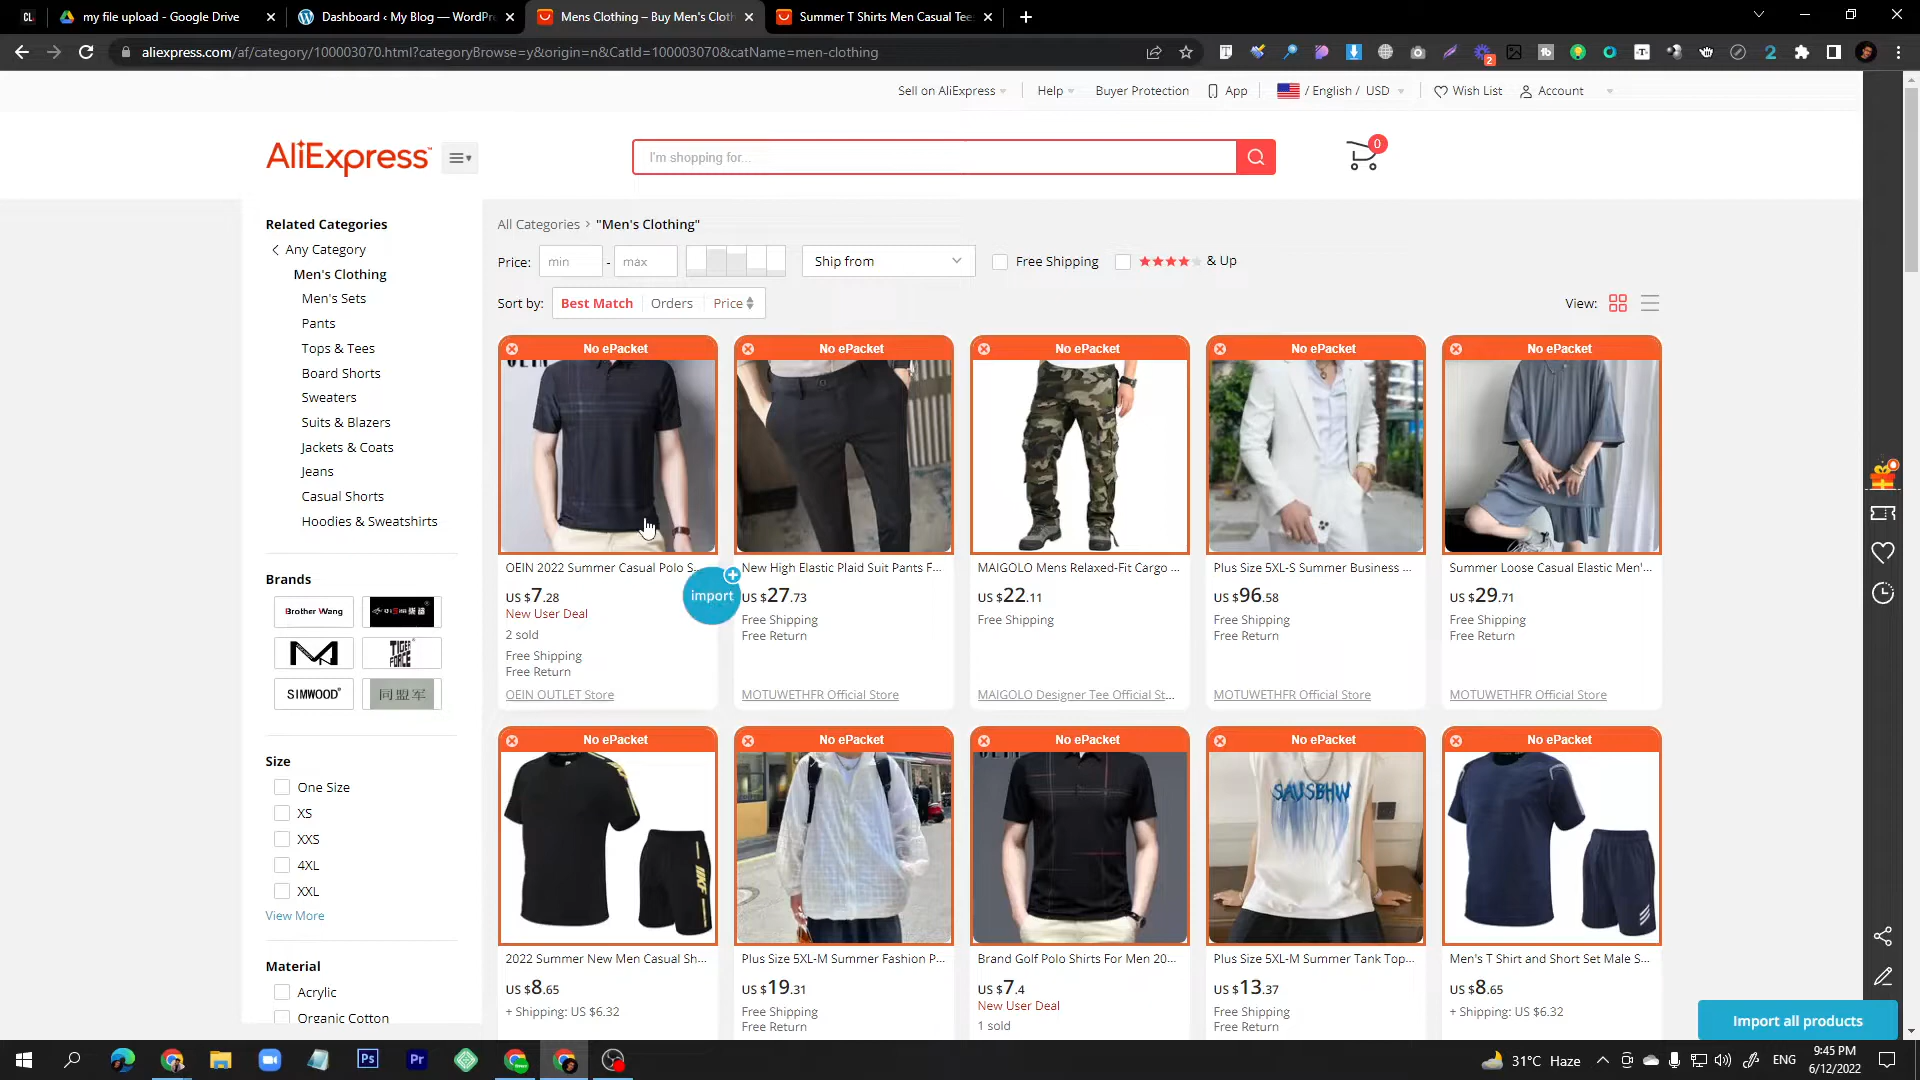 my file upload - Google Drive
Dashboard ‹ My Blog — WordPr
Mens Clothing – Buy Men's Cloth
Summer T Shirts Men Casual Tee
aliexpress.com/af/category/100003070.html?categoryBrowse=y&origin=n&CatId=100003070&catName=men-clothing
Sell on AliExpress
Help
Buyer Protection
App
/ English / USD
Wish List
Account
AliExpress
I'm shopping for...
0
Related Categories
Any Category
Men's Clothing
Men's Sets
Pants
Tops & Tees
Board Shorts
Sweaters
Suits & Blazers
Jackets & Coats
Jeans
Casual Shorts
Hoodies & Sweatshirts
Brands
Brother Wang
TIGER FORCE
SIMWOOD
同盟军
Size
One Size
XS
XXS
4XL
XXL
View More
Material
Acrylic
Organic Cotton
All Categories > "Men's Clothing"
Price: min - max
Ship from
Free Shipping
& Up
Sort by: Best Match Orders Price
View:
No ePacket
OEIN 2022 Summer Casual Polo S...
US $7.28
New User Deal
2 sold
Free Shipping
Free Return
OEIN OUTLET Store
import
No ePacket
New High Elastic Plaid Suit Pants F...
US $27.73
Free Shipping
Free Return
MOTUWETHFR Official Store
No ePacket
MAIGOLO Mens Relaxed-Fit Cargo ...
US $22.11
Free Shipping
MAIGOLO Designer Tee Official St...
No ePacket
Plus Size 5XL-S Summer Business ...
US $96.58
Free Shipping
Free Return
MOTUWETHFR Official Store
No ePacket
Summer Loose Casual Elastic Men'...
US $29.71
Free Shipping
Free Return
MOTUWETHFR Official Store
No ePacket
2022 Summer New Men Casual Sh...
US $8.65
+ Shipping: US $6.32
No ePacket
Plus Size 5XL-M Summer Fashion P...
US $19.31
Free Shipping
Free Return
No ePacket
Brand Golf Polo Shirts For Men 20...
US $7.4
New User Deal
1 sold
No ePacket
SAUSBHW
Plus Size 5XL-M Summer Tank Top...
US $13.37
Free Shipping
Free Return
No ePacket
Men's T Shirt and Short Set Male S...
US $8.65
+ Shipping: US $6.32
Import all products
31°C Haze
ENG
9:45 PM
6/12/2022